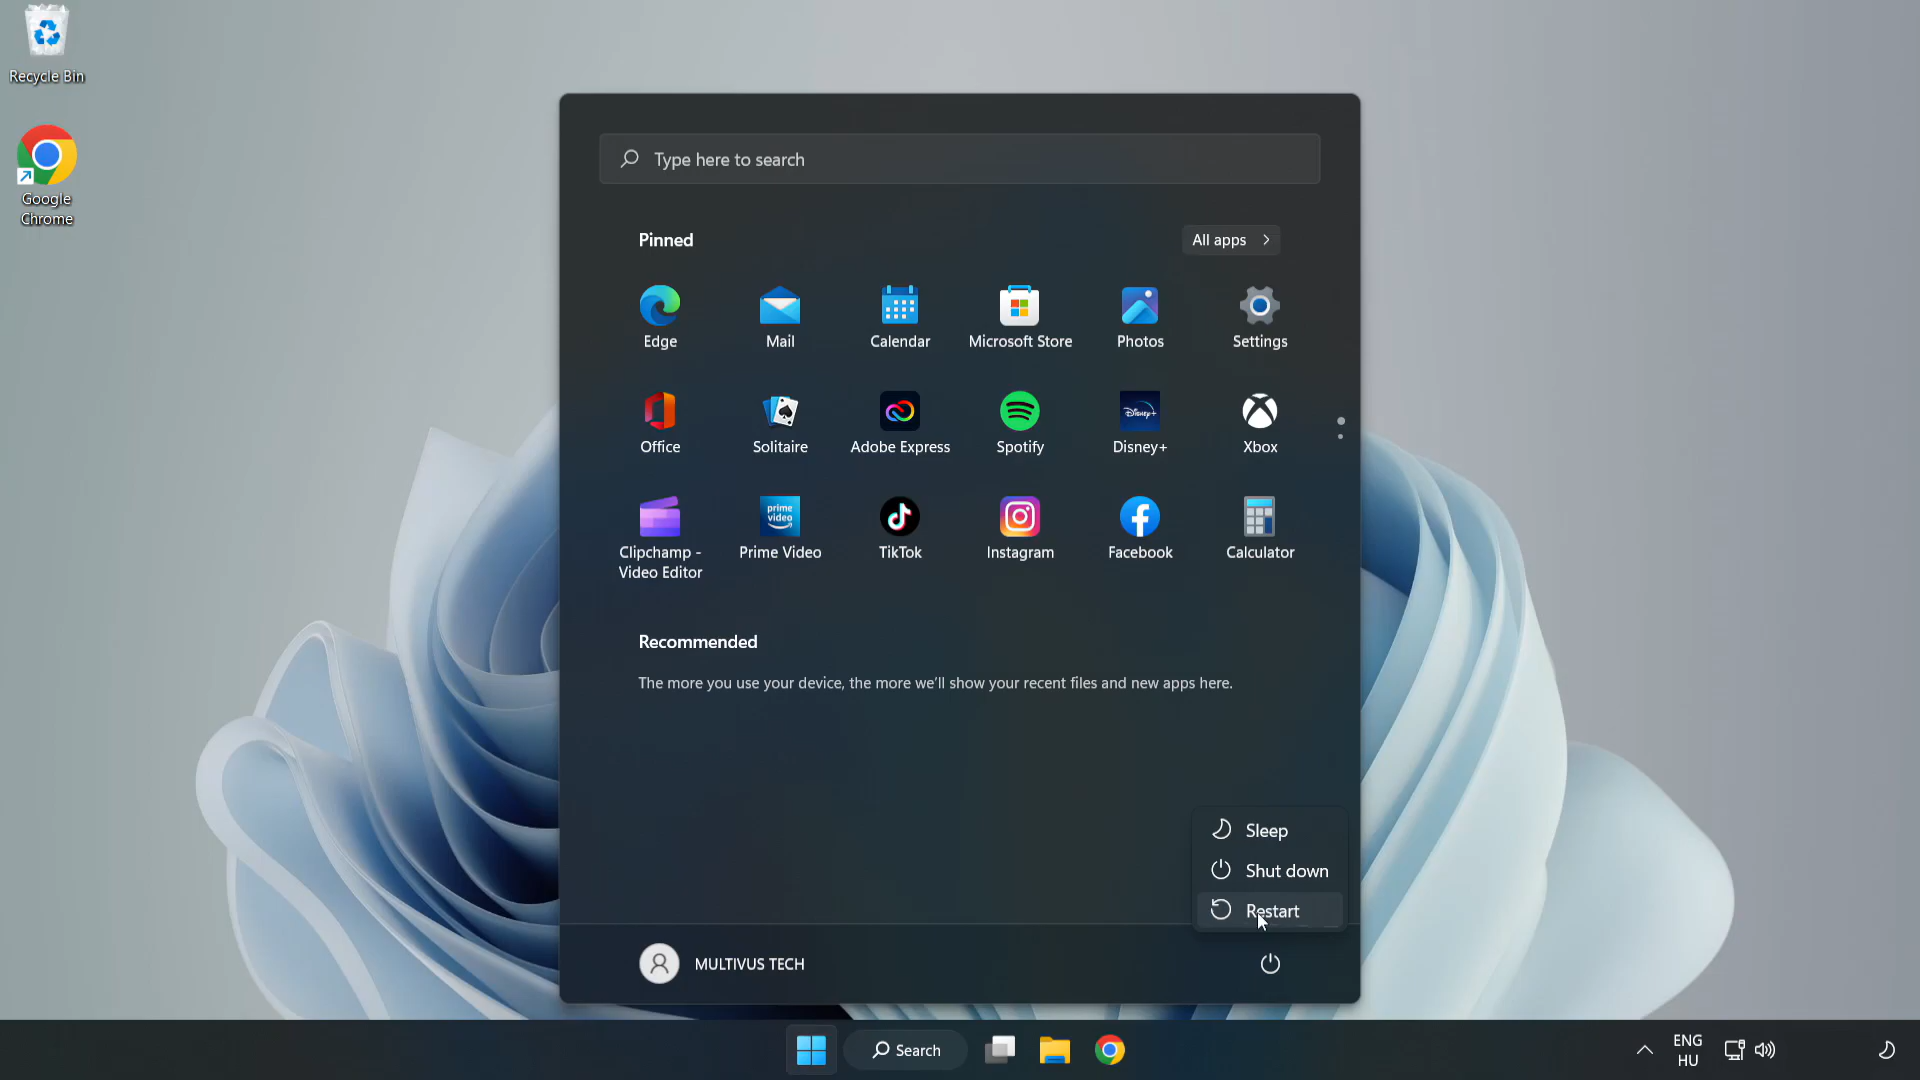 Recycle Bin
Google
Chrome
Type here to search
Pinned
All apps
Edge
Mail
Calendar
Microsoft Store
Photos
Settings
Office
Solitaire
Adobe Express
Spotify
Disney+
Disney+
Xbox
Clipchamp -
Video Editor
prime
video
Prime Video
TikTok
Instagram
Facebook
Calculator
Recommended
The more you use your device, the more we'll show your recent files and new apps here.
Sleep
Shut down
Restart
MULTIVUS TECH
Search
ENG
HU